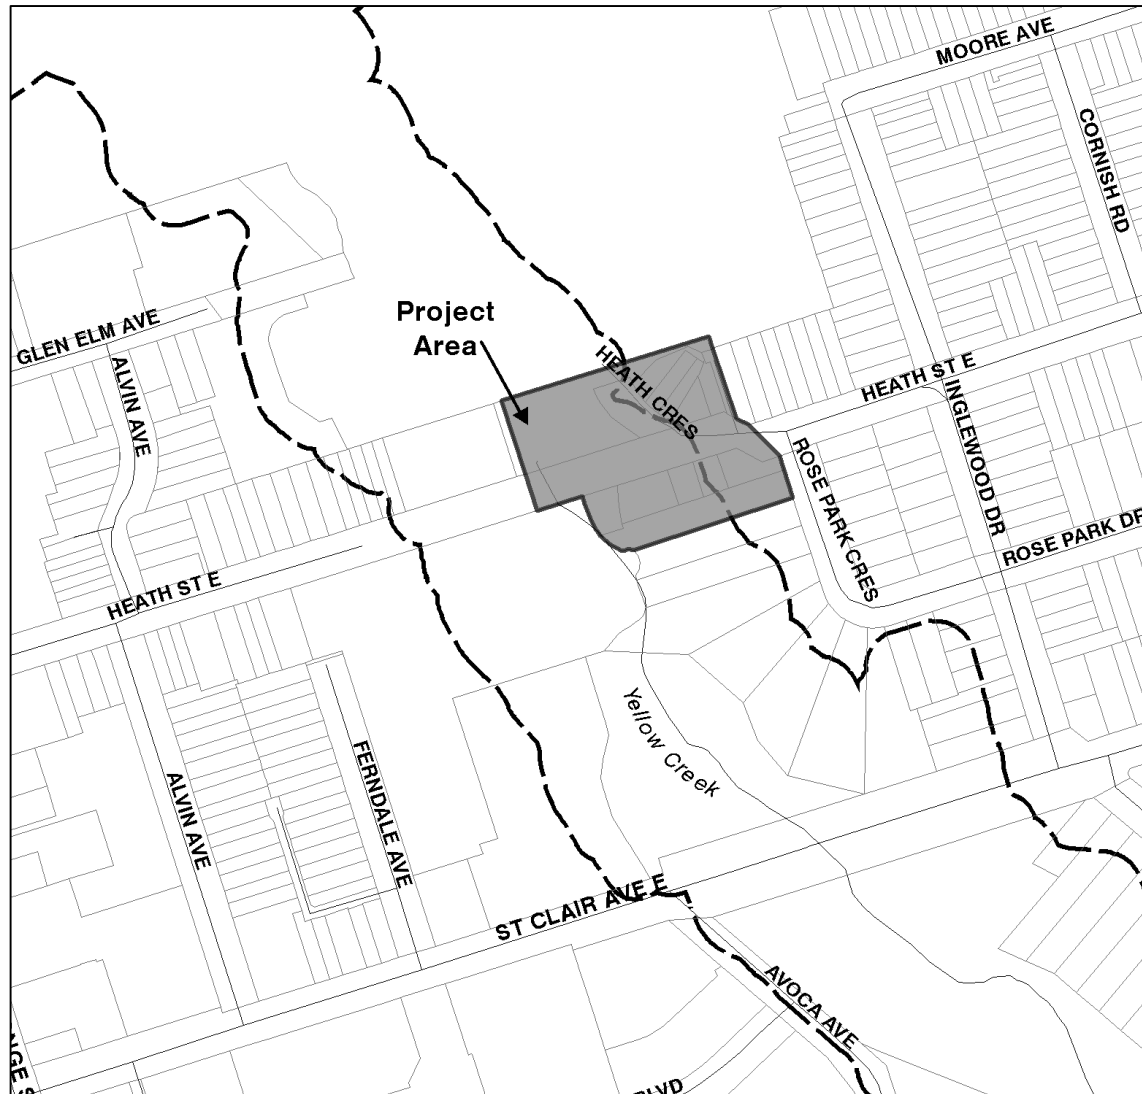 MOORE AVE
CORNISH RD
Project
Area
GLEN ELM AVE
ALVIN AVE
HEATH CRES
HEATH ST E
INGLEWOOD DR
ROSE PARK CRES
ROSE PARK DR
HEATH ST E
Yellow Creek
ALVIN AVE
FERNDALE AVE
ST CLAIR AVE E
AVOCA AVE